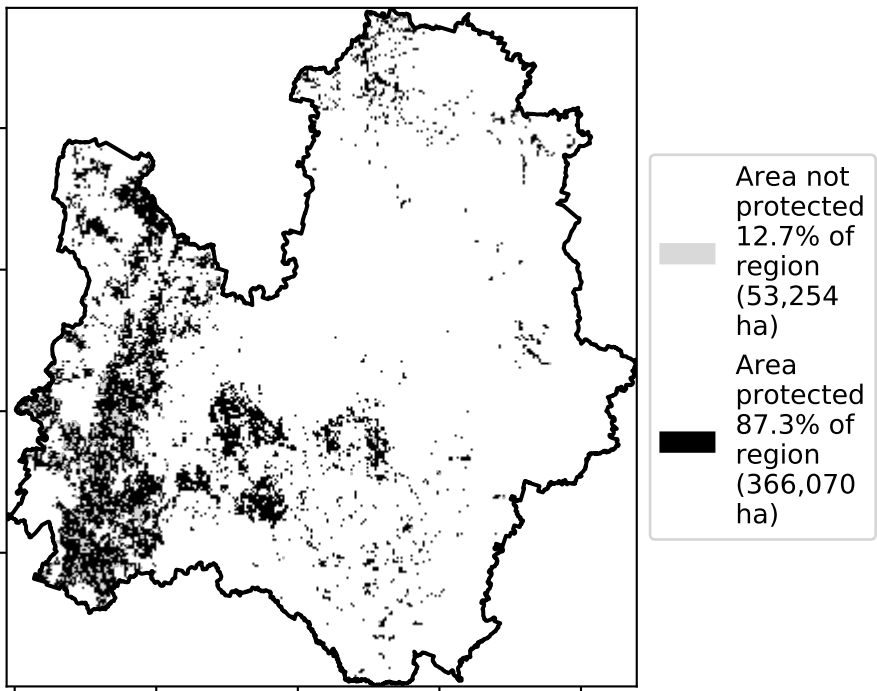 Area not
protected
12.7% of
region
(53,254
ha)
Area
protected
87.3% of
region
(366,070
ha)